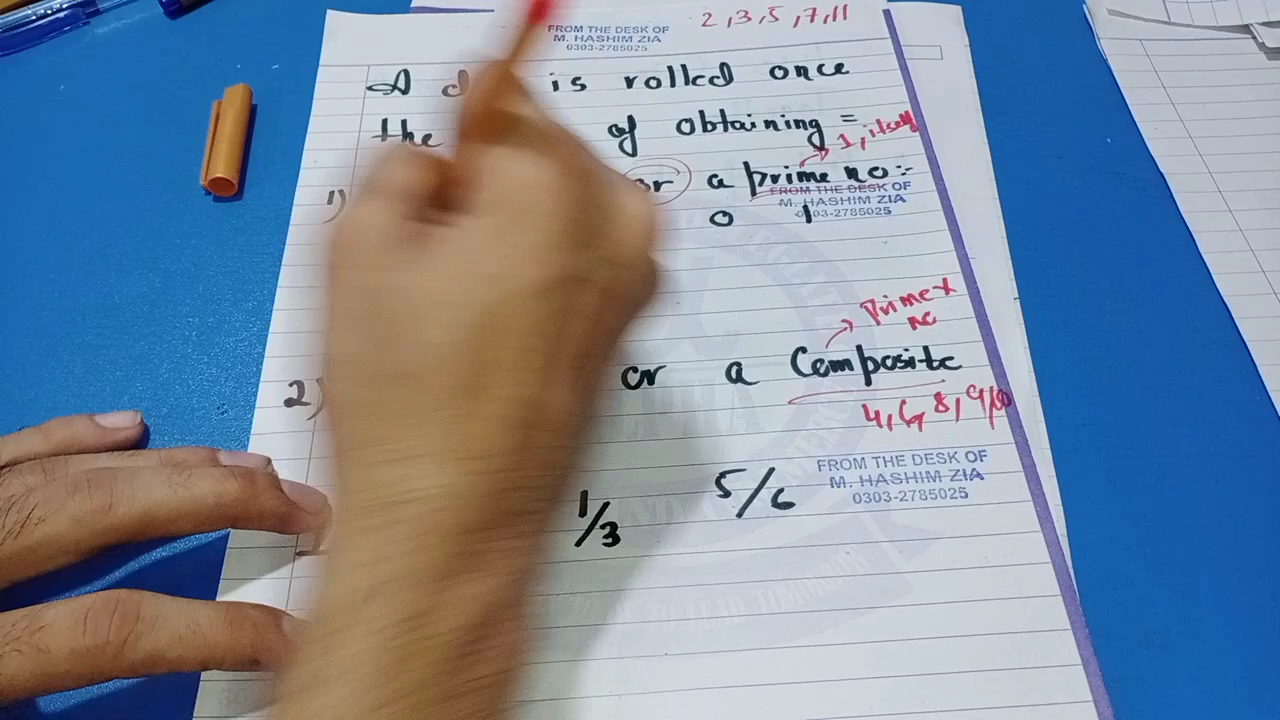 2,3,5,7,11
FROM THE DESK OF
M. HASHIM ZIA
0303-2785025
A is rolled once
the of obtaining =
1, itself
1) or a prime no:-
FROM THE DESK OF
M. HASHIM ZIA
0303-2785025
0 1
Prime x
no
2) or a Composite
4,6,8,9,10
1/3 5/6
FROM THE DESK OF
M. HASHIM ZIA
0303-2785025